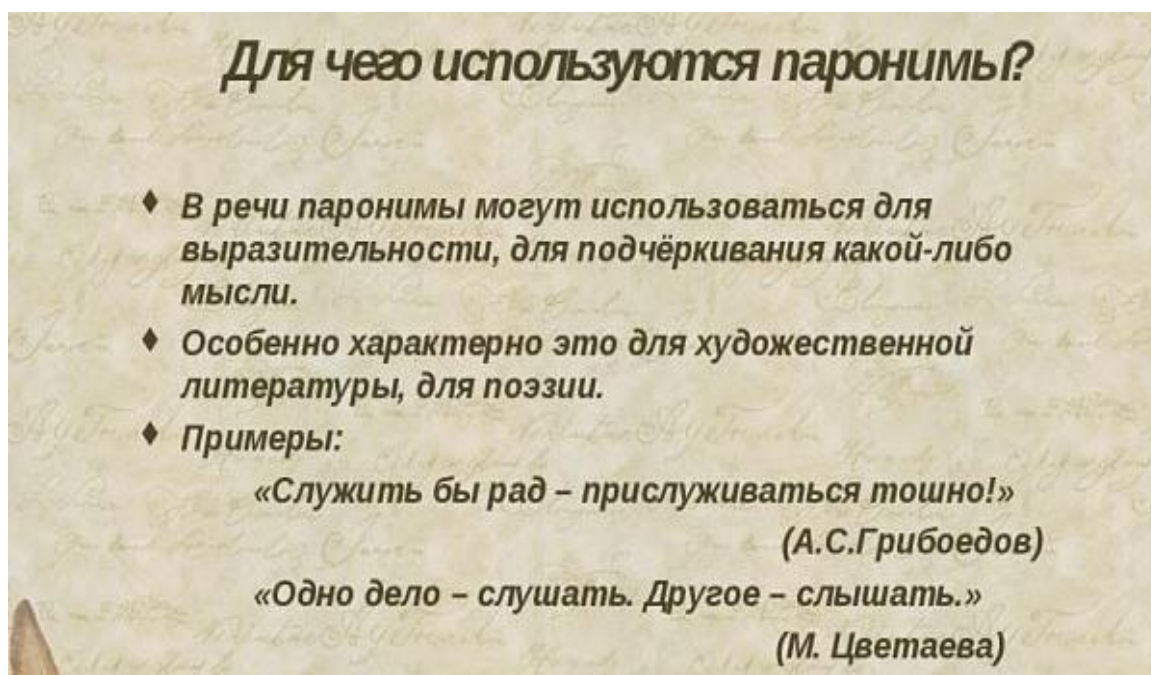 Для чего используются паронимы?
В речи паронимы могут использоваться для
выразительности, для подчёркивания какой-либо
мысли.
Особенно характерно это для художественной
литературы, для поэзии.
Примеры:
«Служить бы рад – прислуживаться тошно!»
(А.С.Грибоедов)
«Одно дело – слушать. Другое – слышать.»
(М. Цветаева)